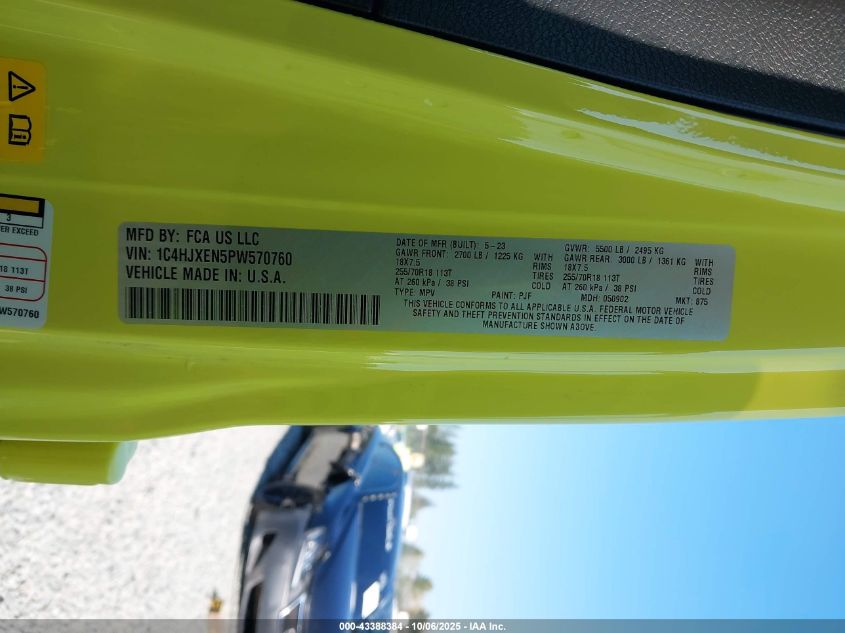 3
ER EXCEED
R18 113T
38 PSI
W570760
MFD BY: FCA US LLC
VIN: 1C4HJXEN5PW570760
VEHICLE MADE IN U.S.A.
DATE OF MFR (BUILT): 5-23
GAWR FRONT: 2700 LB / 1225 KG WITH
18X7.5 RIMS
255/70R18 113T TIRES
AT 260 kPa / 38 PSI COLD
TYPE: MPV PAINT: PJF
GVWR: 5500 LB / 2495 KG
GAWR REAR: 3000 LB / 1361 KG WITH
18X7.5 RIMS
255/70R18 113T TIRES
AT 260 kPa / 38 PSI COLD
MDH: 050902 MKT: 875
THIS VEHICLE CONFORMS TO ALL APPLICABLE U.S.A. FEDERAL MOTOR VEHICLE
SAFETY AND THEFT PREVENTION STANDARDS IN EFFECT ON THE DATE OF
MANUFACTURE SHOWN ABOVE.
000-43388384 - 10/06/2025 - IAA Inc.